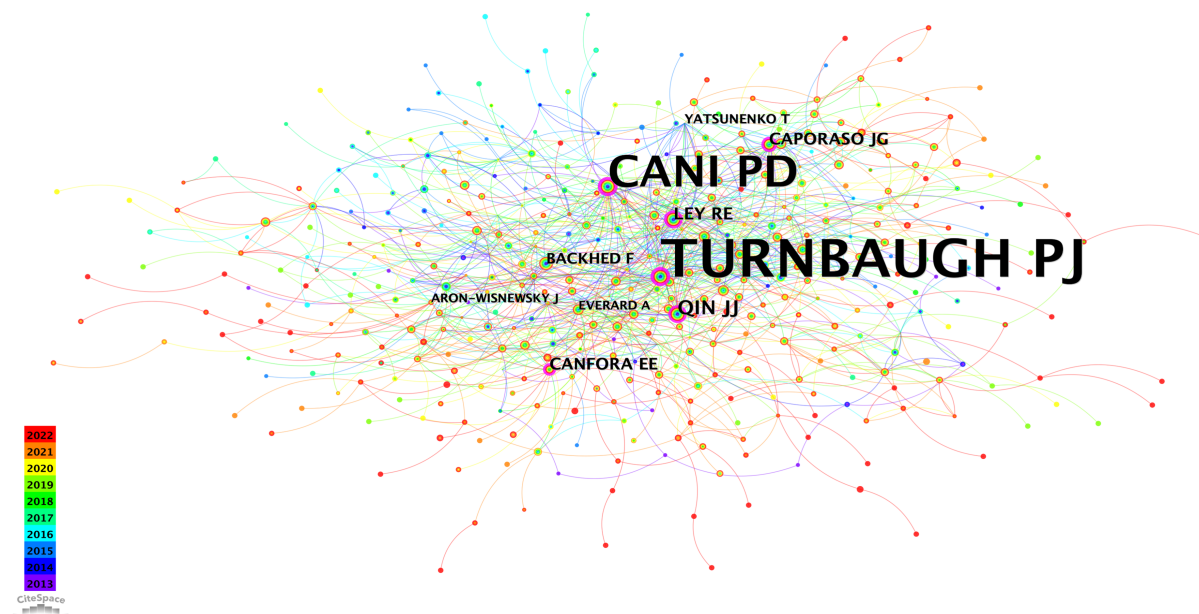 YATSUNENKO T
CAPORASO JG
CANI PD
LEY RE
TURNBAUGH PJ
BACKHED F
ARON-WISNEWSKY J
EVERARD A
QIN JJ
CANFORA EE
2022
2021
2020
2019
2018
2017
2016
2015
2014
2013
CiteSpace